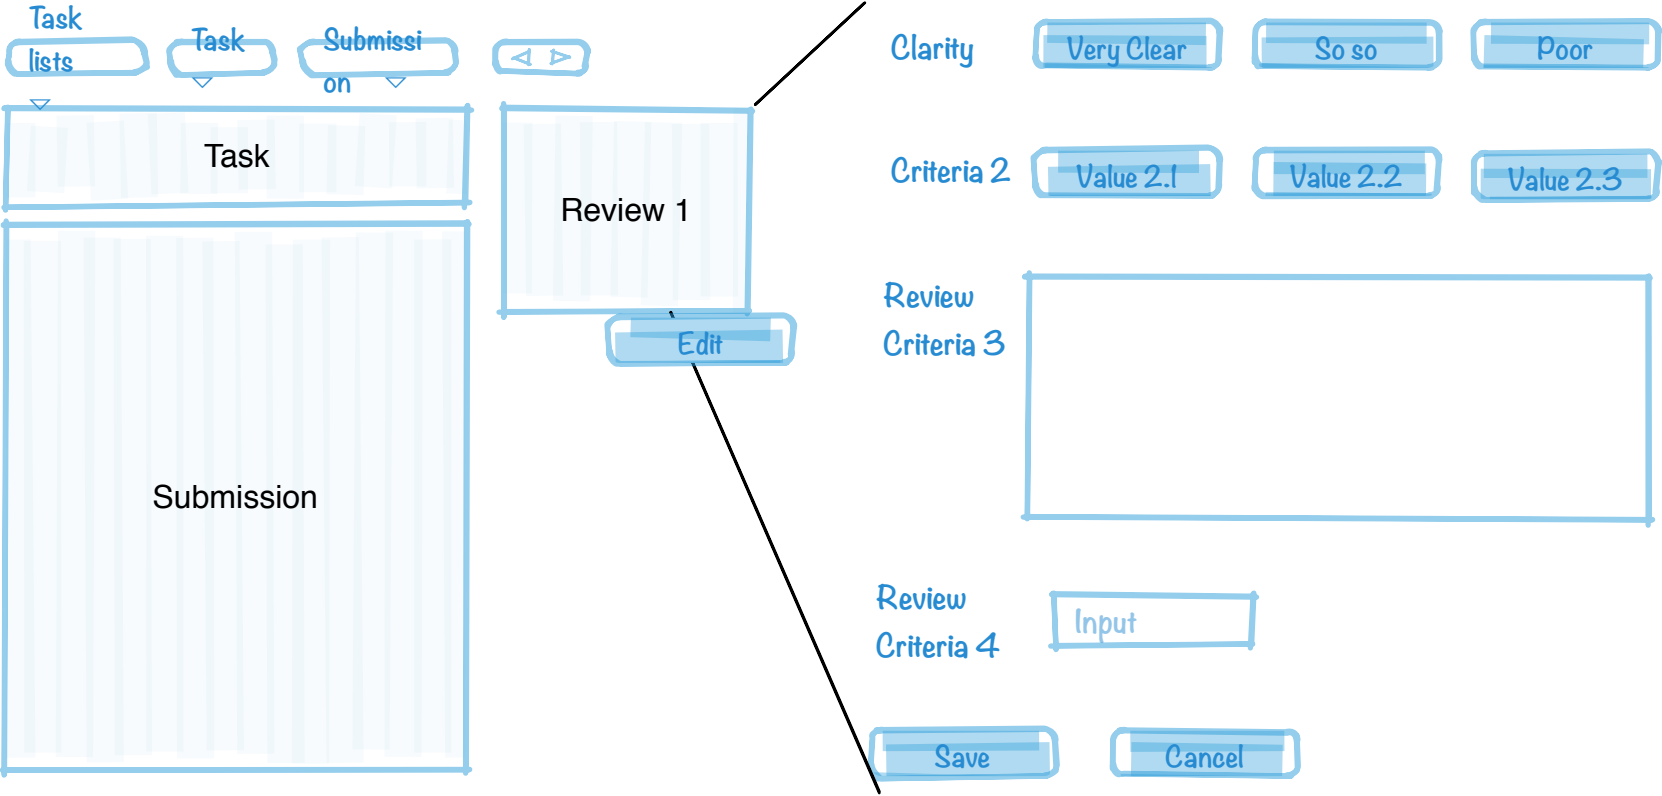 Task
lists
Task
Submissi
on
Task
Submission
Review 1
Edit
Clarity
Very Clear
So so
Poor
Criteria 2
Value 2.1
Value 2.2
Value 2.3
Review
Criteria 3
Review
Criteria 4
Input
Save
Cancel